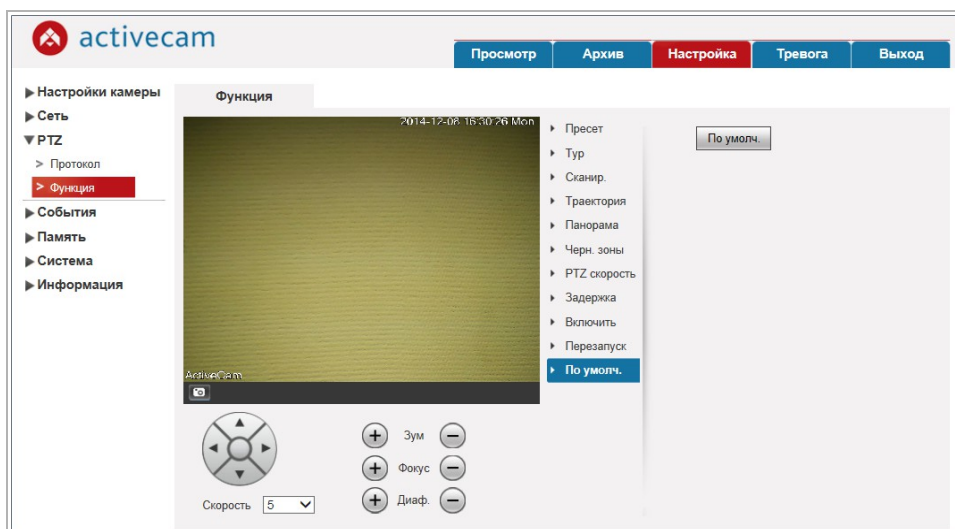 activecam
Просмотр Архив Настройка Тревога Выход
Настройки камеры
Сеть
PTZ
> Протокол
> Функция
События
Память
Система
Информация
Функция
2014-12-08 16:30:26 Mon
ActiveCam
Пресет
Тур
Сканир.
Траектория
Панорама
Черн. зоны
PTZ скорость
Задержка
Включить
Перезапуск
По умолч.
По умолч.
Зум
Фокус
Диаф.
Скорость 5